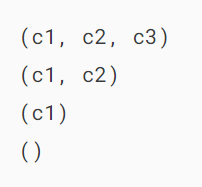 (c1, c2, c3)
(c1, c2)
(c1)
()